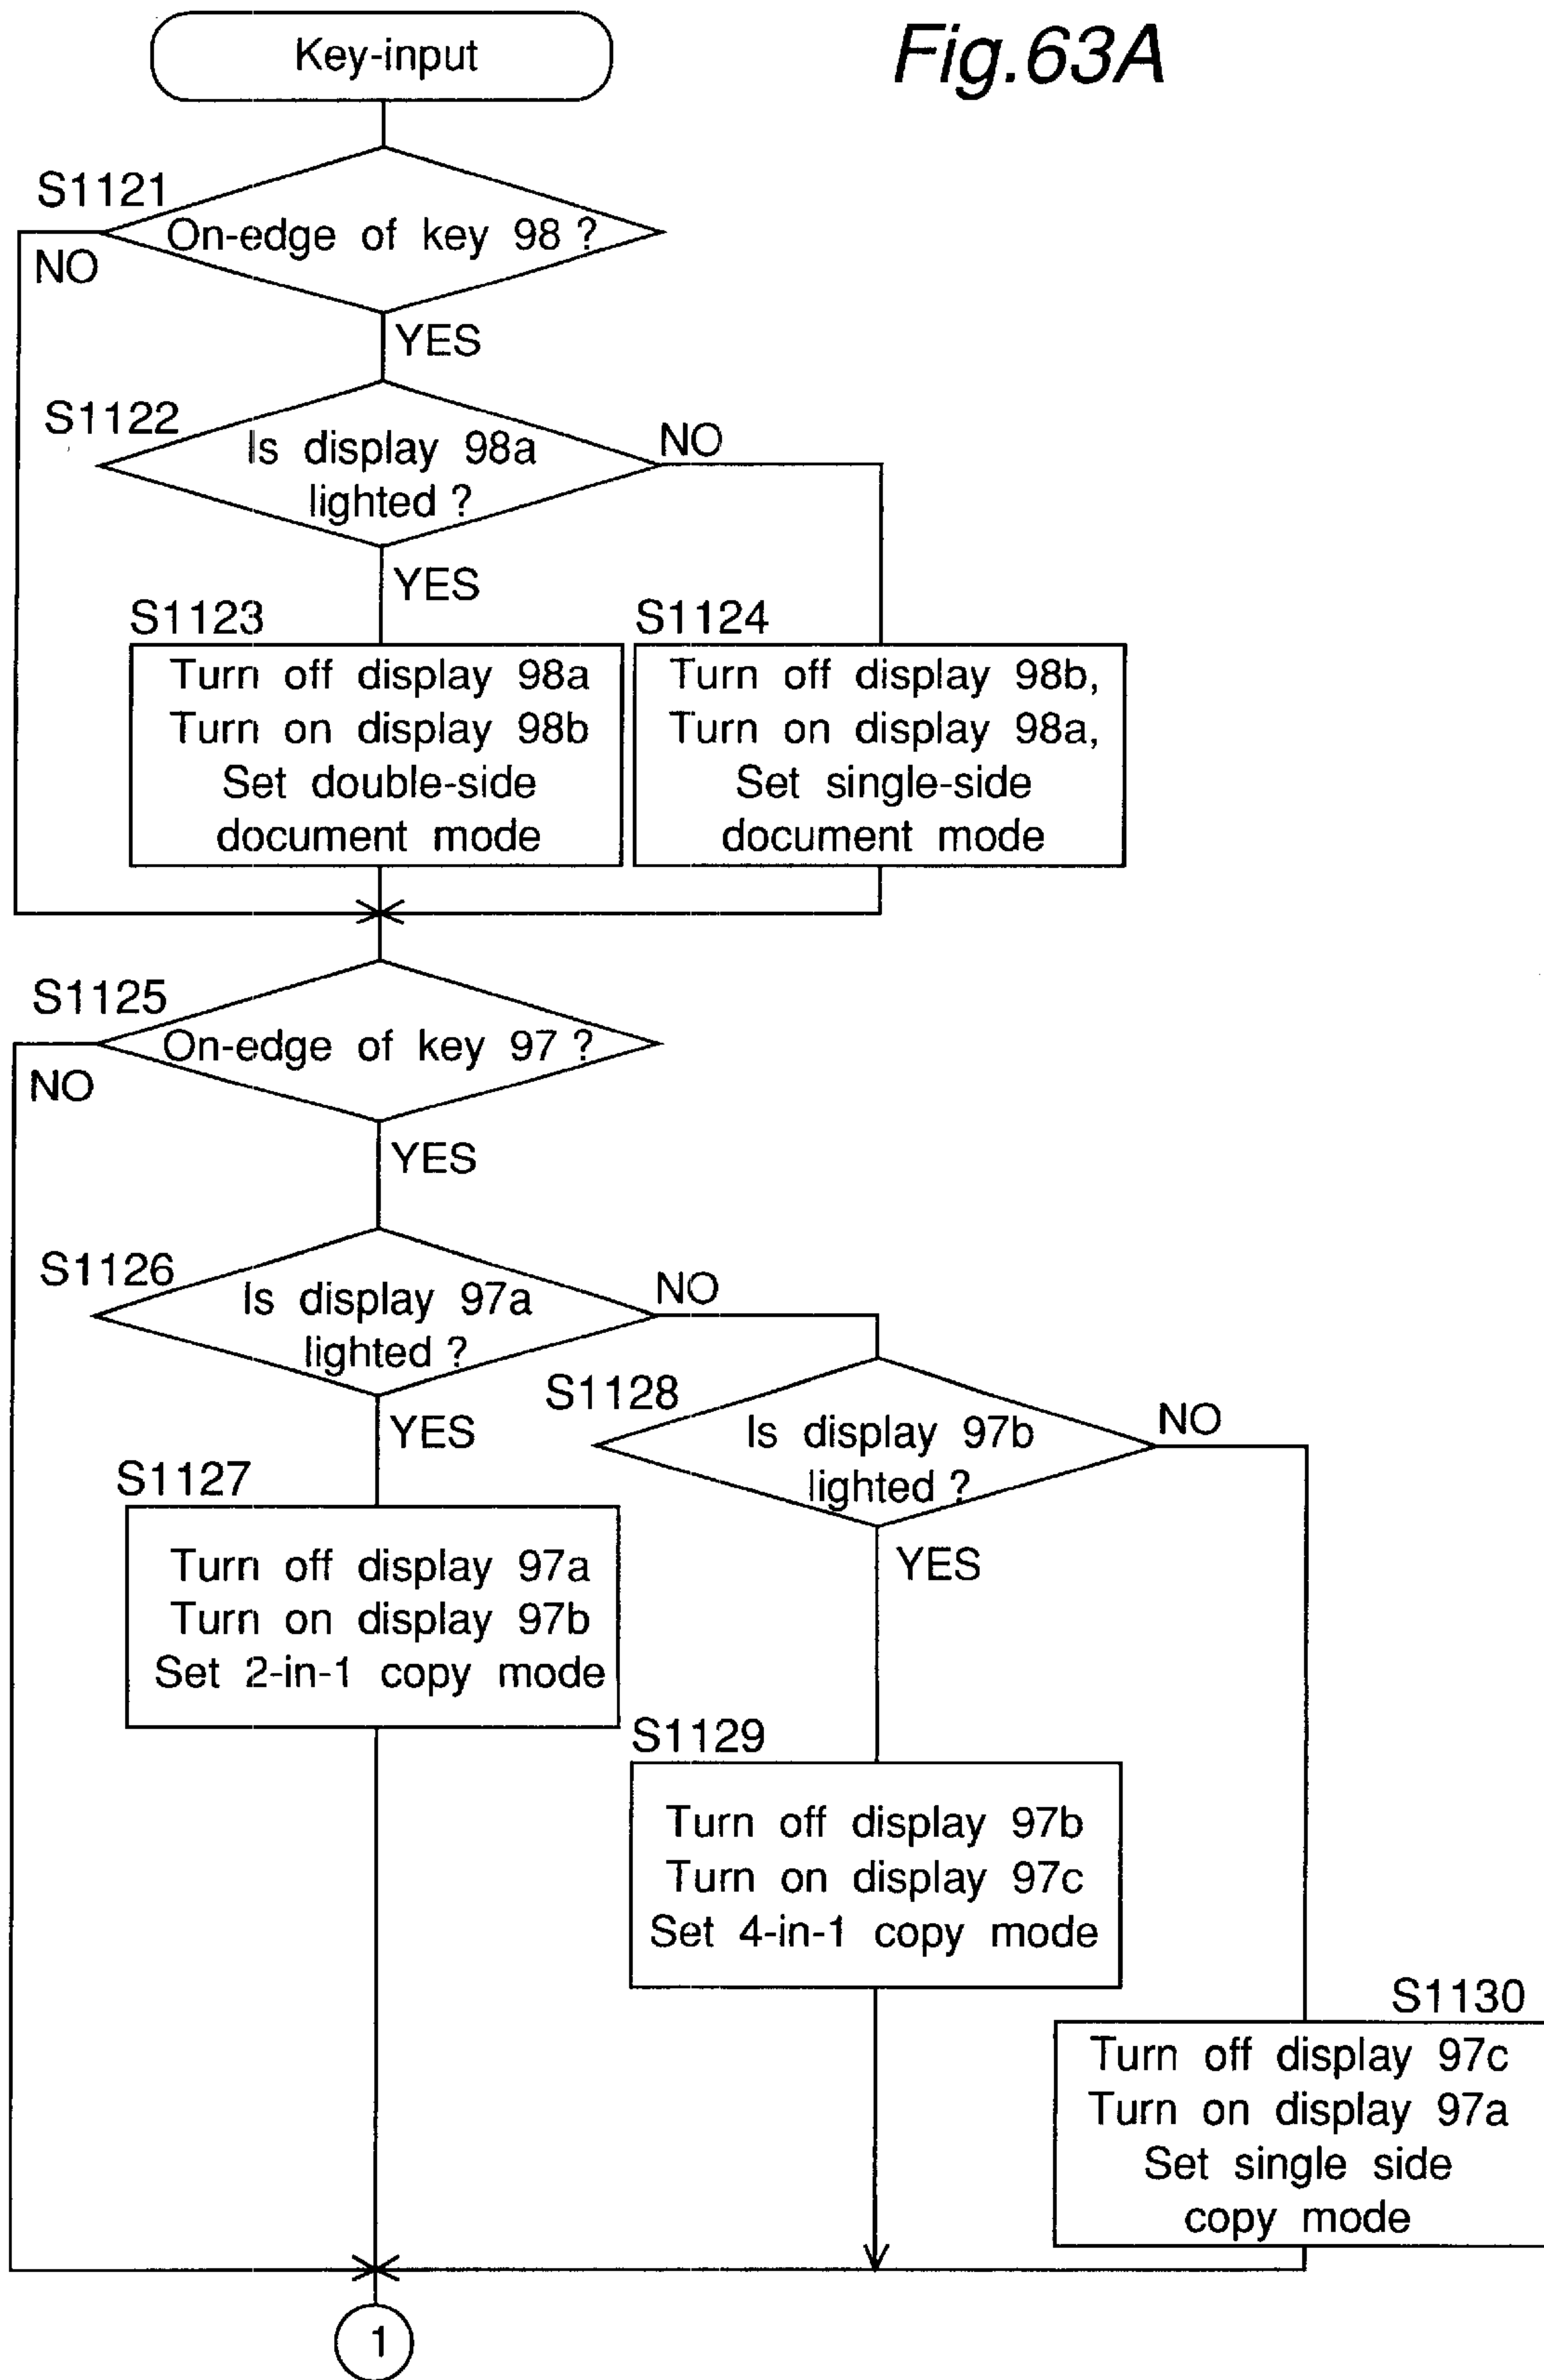 Fig.63A
Key-input
S1121
On-edge of key 98 ?
NO
YES
S1122
Is display 98a
lighted ?
NO
YES
S1123
Turn off display 98a
Turn on display 98b
Set double-side
document mode
S1124
Turn off display 98b,
Turn on display 98a,
Set single-side
document mode
S1125
On-edge of key 97 ?
NO
YES
S1126
Is display 97a
lighted ?
NO
YES
S1127
Turn off display 97a
Turn on display 97b
Set 2-in-1 copy mode
S1128
Is display 97b
lighted ?
NO
YES
S1129
Turn off display 97b
Turn on display 97c
Set 4-in-1 copy mode
S1130
Turn off display 97c
Turn on display 97a
Set single side
copy mode
1